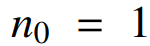 n₀ = 1